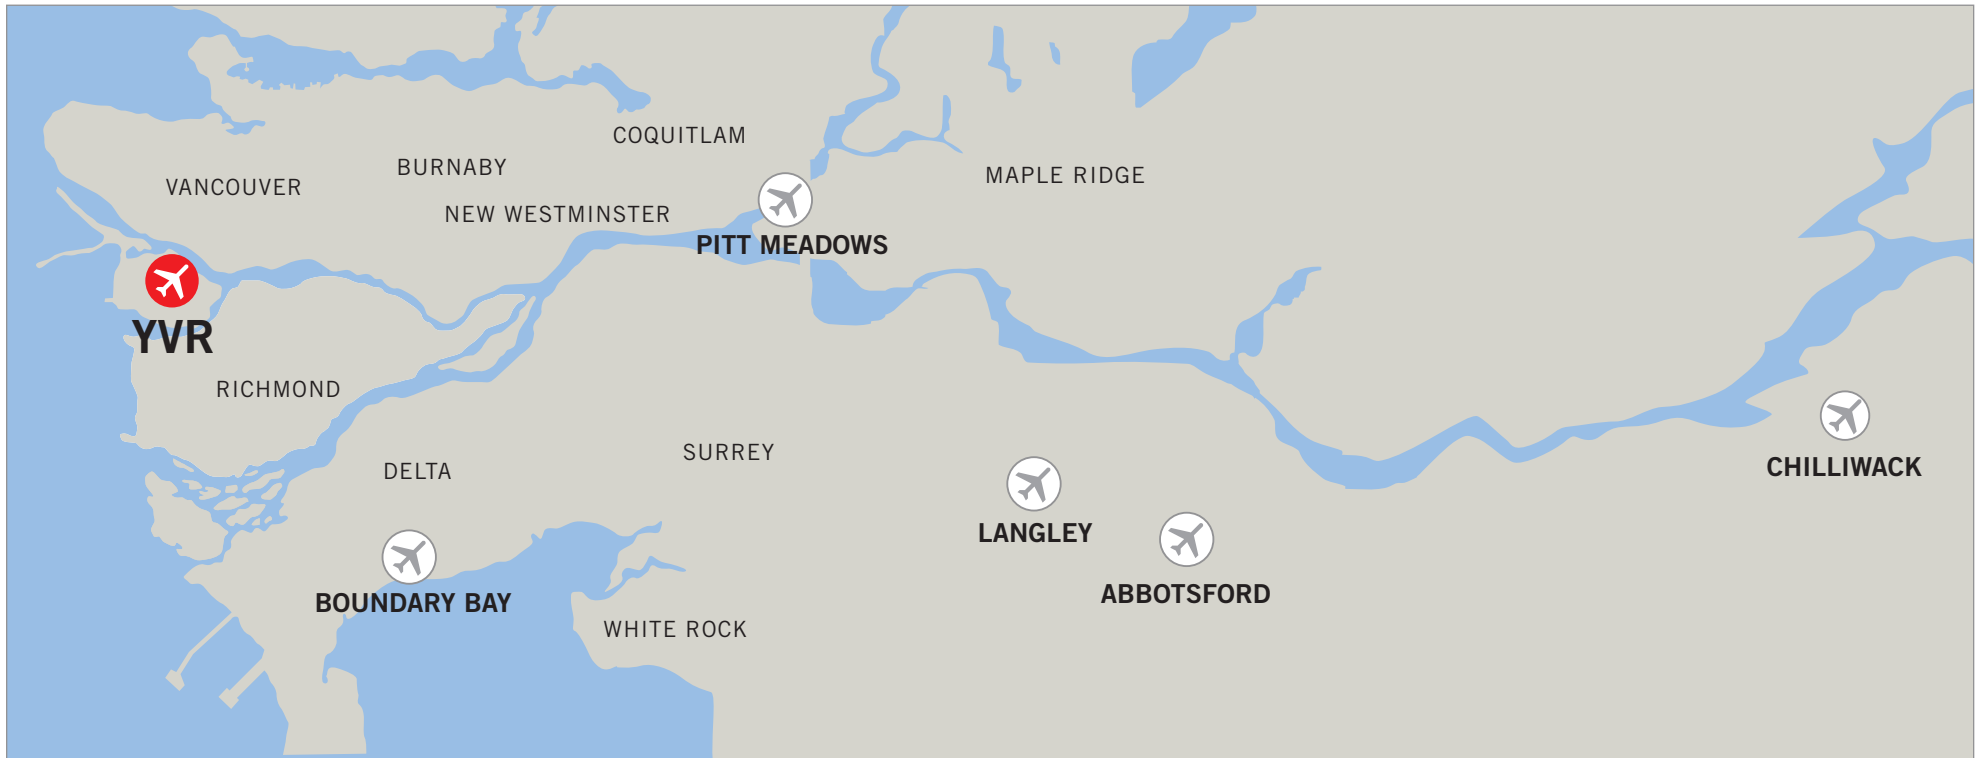 COQUITLAM
BURNABY
MAPLE RIDGE
VANCOUVER
NEW WESTMINSTER
PITT MEADOWS
YVR
RICHMOND
SURREY
DELTA
CHILLIWACK
LANGLEY
ABBOTSFORD
BOUNDARY BAY
WHITE ROCK